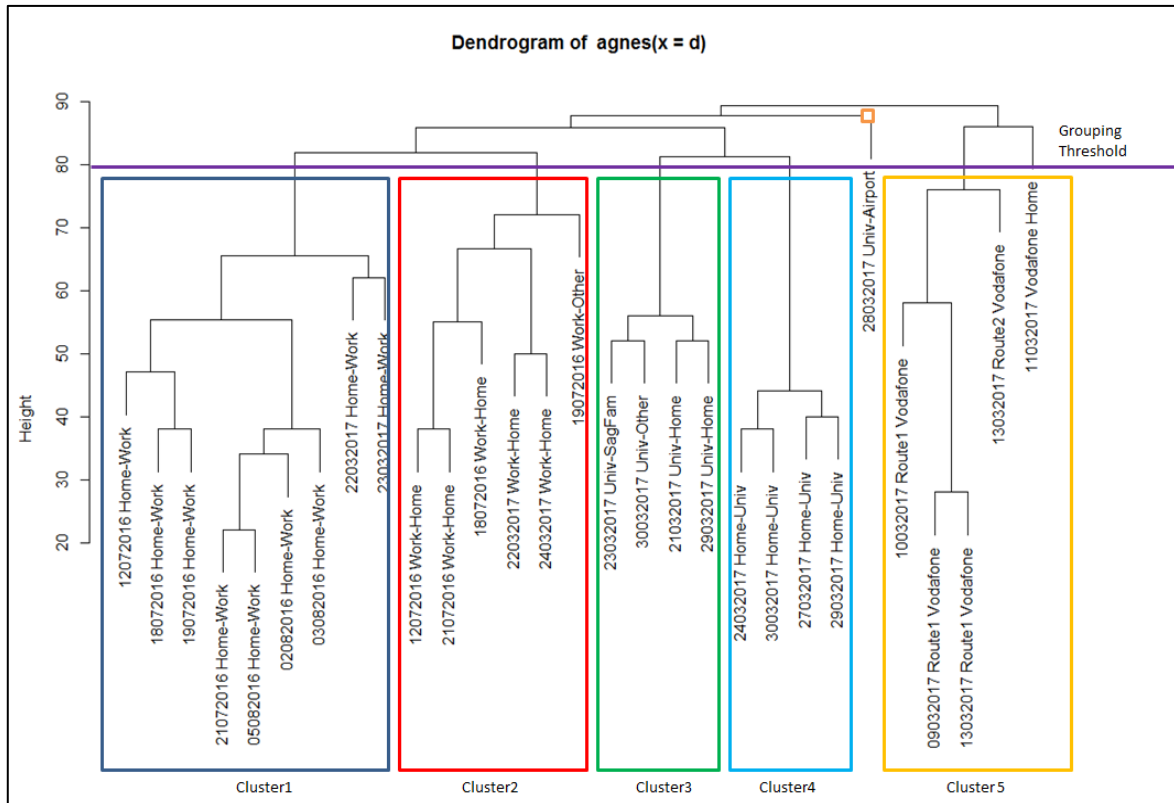 Dendrogram of agnes(x = d)
Height
90
80
70
60
50
40
30
20
Grouping
Threshold
12072016 Home-Work
18072016 Home-Work
19072016 Home-Work
21072016 Home-Work
05082016 Home-Work
02082016 Home-Work
03082016 Home-Work
22032017 Home-Work
23032017 Home-Work
12072016 Work-Home
21072016 Work-Home
18072016 Work-Home
22032017 Work-Home
24032017 Work-Home
19072016 Work-Other
23032017 Univ-SagFam
30032017 Univ-Other
21032017 Univ-Home
29032017 Univ-Home
24032017 Home-Univ
30032017 Home-Univ
27032017 Home-Univ
29032017 Home-Univ
28032017 Univ-Airport
10032017 Route1 Vodafone
09032017 Route1 Vodafone
13032017 Route1 Vodafone
13032017 Route2 Vodafone
11032017 Vodafone Home
Cluster1
Cluster2
Cluster3
Cluster4
Cluster5